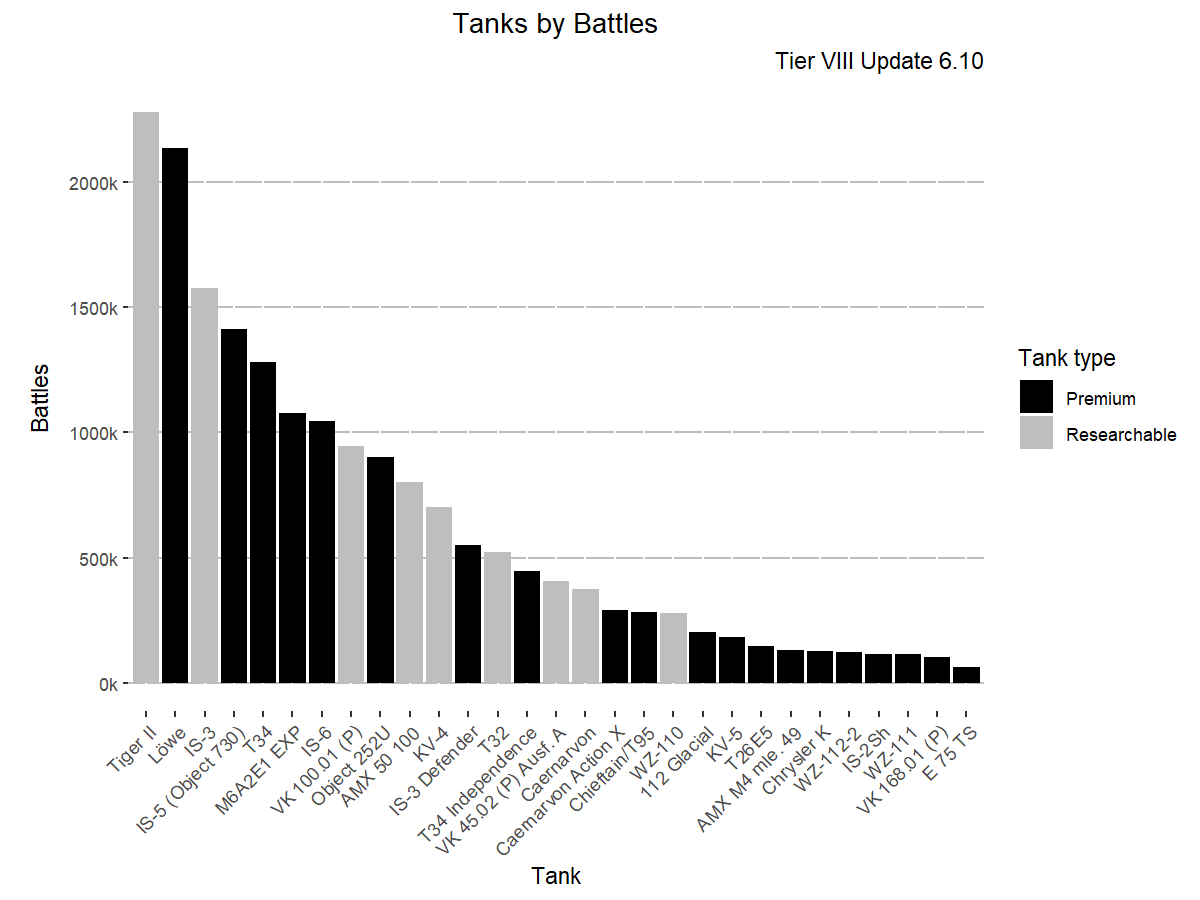 Tanks by Battles
Tier VIII Update 6.10
2000k
1500k
1000k
500k
0k
Battles
Tiger II
Löwe
IS-3
IS-5 (Object 730)
T34
M6A2E1 EXP
IS-6
VK 100.01 (P)
Object 252U
AMX 50 100
KV-4
IS-3 Defender
T32
T34 Independence
VK 45.02 (P) Ausf. A
Caernarvon
Caernarvon Action X
Chieftain/T95
WZ-110
112 Glacial
KV-5
T26E5
AMX M4 mle. 49
Chrysler K
WZ-112-2
IS-2Sh
WZ-111
VK 168.01 (P)
E 75 TS
Tank
Tank type
Premium
Researchable